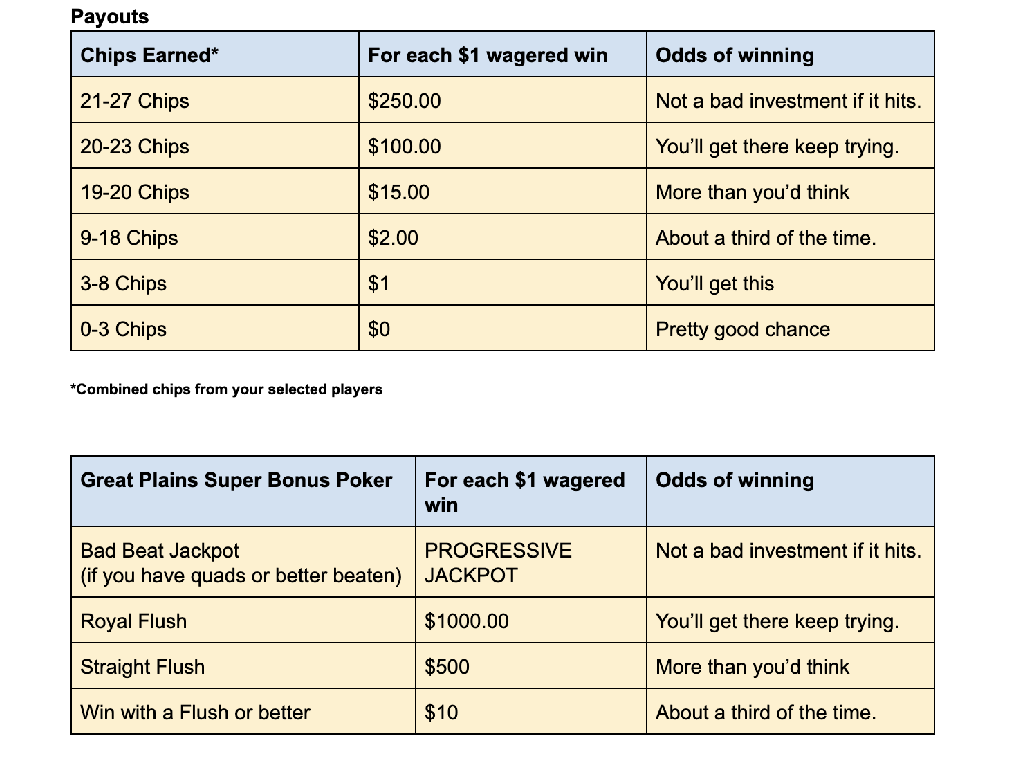 Payouts
Chips Earned* For each $1 wagered win Odds of winning
21-27 Chips $250.00 Not a bad investment if it hits.
20-23 Chips $100.00 You'll get there keep trying.
19-20 Chips $15.00 More than you'd think
9-18 Chips $2.00 About a third of the time.
3-8 Chips $1 You'll get this
0-3 Chips $0 Pretty good chance
*Combined chips from your selected players
Great Plains Super Bonus Poker For each $1 wagered Odds of winning
win
Bad Beat Jackpot PROGRESSIVE Not a bad investment if it hits.
(if you have quads or better beaten) JACKPOT
Royal Flush $1000.00 You'll get there keep trying.
Straight Flush $500 More than you'd think
Win with a Flush or better $10 About a third of the time.